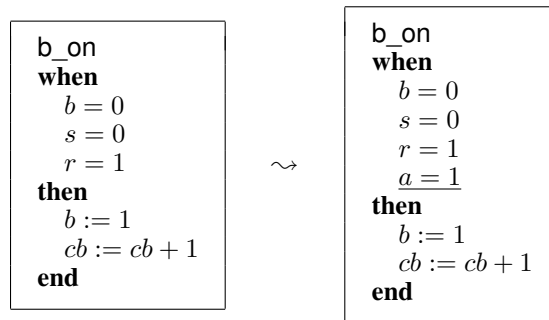 b_on
when
b = 0
s = 0
r = 1
then
b := 1
cb := cb + 1
end
⇝
b_on
when
b = 0
s = 0
r = 1
a = 1
then
b := 1
cb := cb + 1
end